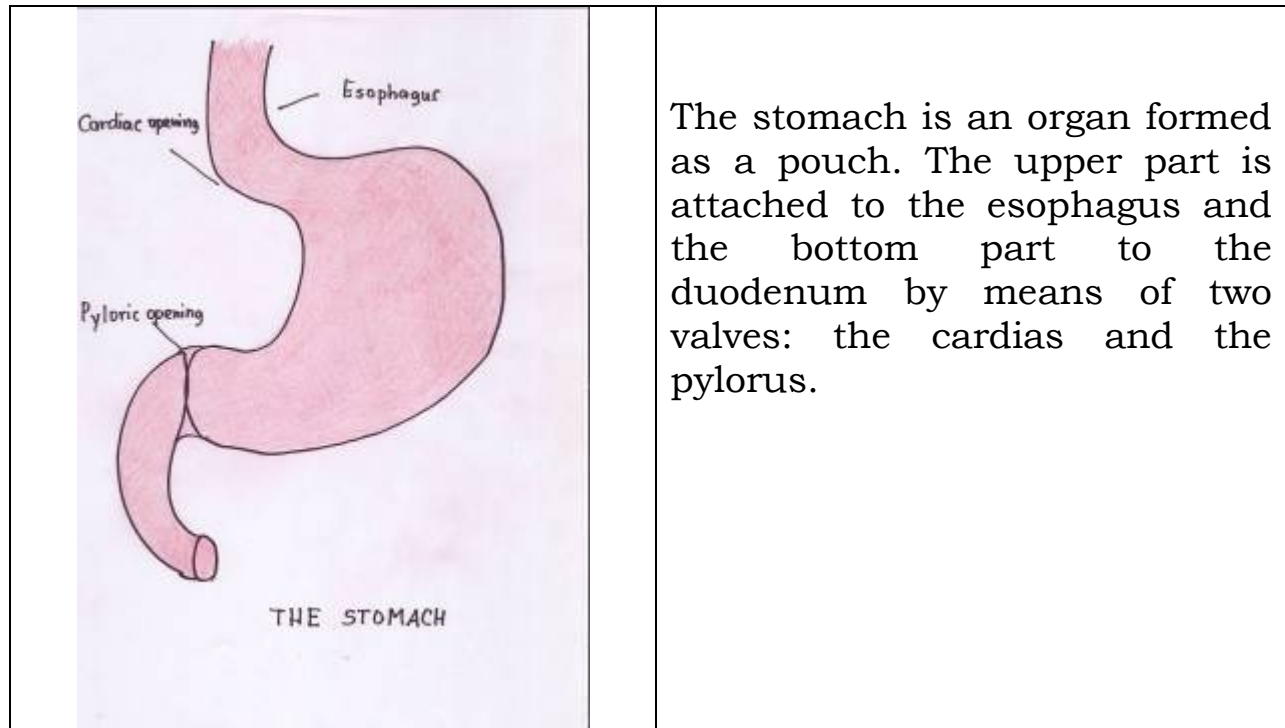 Esophagus
Cardiac opening
Pyloric opening
THE STOMACH
The stomach is an organ formed
as a pouch. The upper part is
attached to the esophagus and
the bottom part to the
duodenum by means of two
valves: the cardias and the
pylorus.